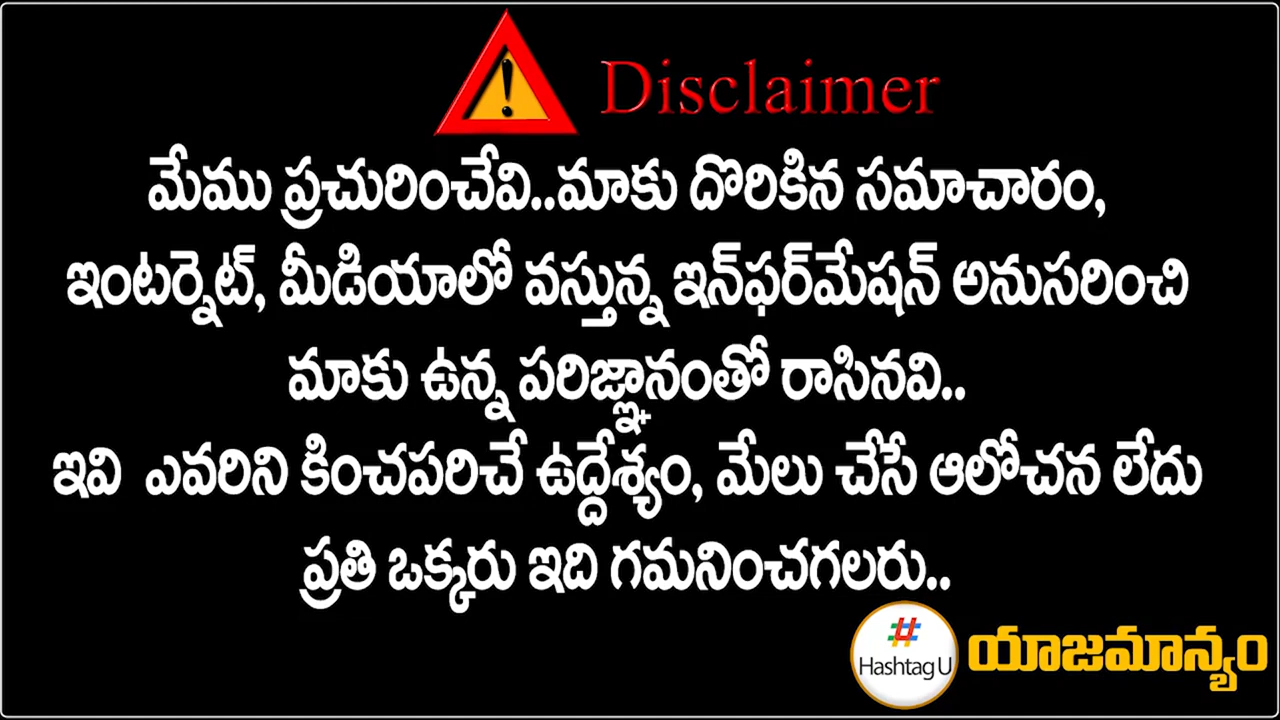 Disclaimer
మేము ప్రచురించేవి..మాకు దొరికిన సమాచారం,
ఇంటర్నెట్, మీడియాలో వస్తున్న ఇన్‌ఫర్‌మేషన్ అనుసరించి
మాకు ఉన్న పరిజ్ఞానంతో రాసినవి..
ఇవి ఎవరిని కించపరిచే ఉద్దేశ్యం, మేలు చేసే ఆలోచన లేదు
ప్రతి ఒక్కరు ఇది గమనించగలరు..
#
Hashtag U
యాజమాన్యం